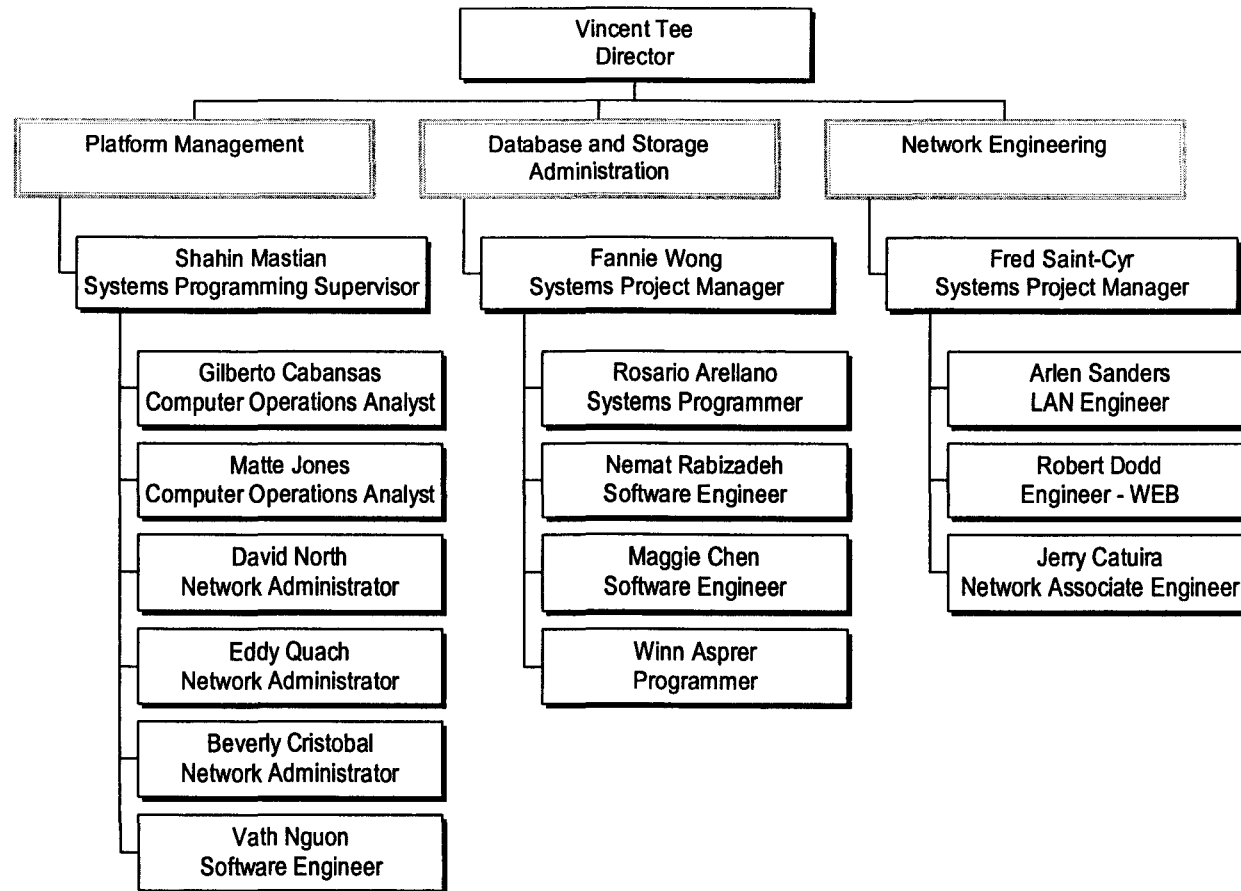 Vincent Tee
Director
Platform Management
Database and Storage
Administration
Network Engineering
Shahin Mastian
Systems Programming Supervisor
Gilberto Cabansas
Computer Operations Analyst
Matte Jones
Computer Operations Analyst
David North
Network Administrator
Eddy Quach
Network Administrator
Beverly Cristobal
Network Administrator
Vath Nguon
Software Engineer
Fannie Wong
Systems Project Manager
Rosario Arellano
Systems Programmer
Nemat Rabizadeh
Software Engineer
Maggie Chen
Software Engineer
Winn Asprer
Programmer
Fred Saint-Cyr
Systems Project Manager
Arlen Sanders
LAN Engineer
Robert Dodd
Engineer - WEB
Jerry Catuira
Network Associate Engineer